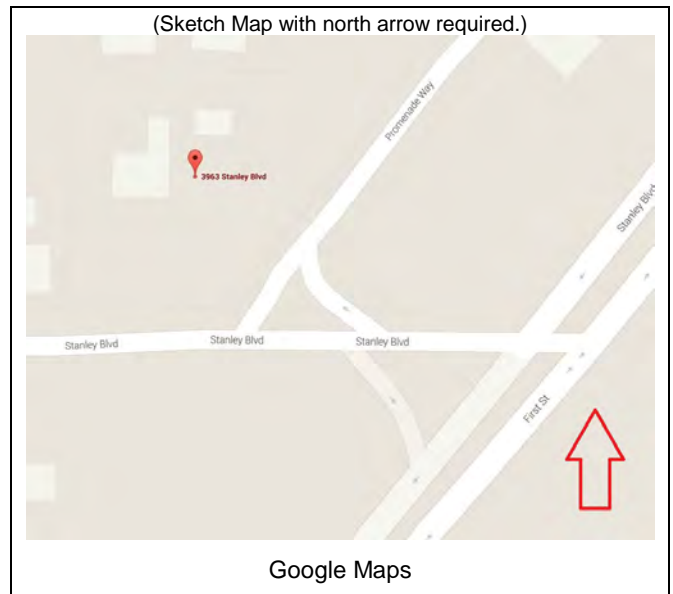 (Sketch Map with north arrow required.)
Promenade Way
3963 Stanley Blvd
Stanley Blvd
Stanley Blvd
Stanley Blvd
Stanley Blvd
First St
Google Maps